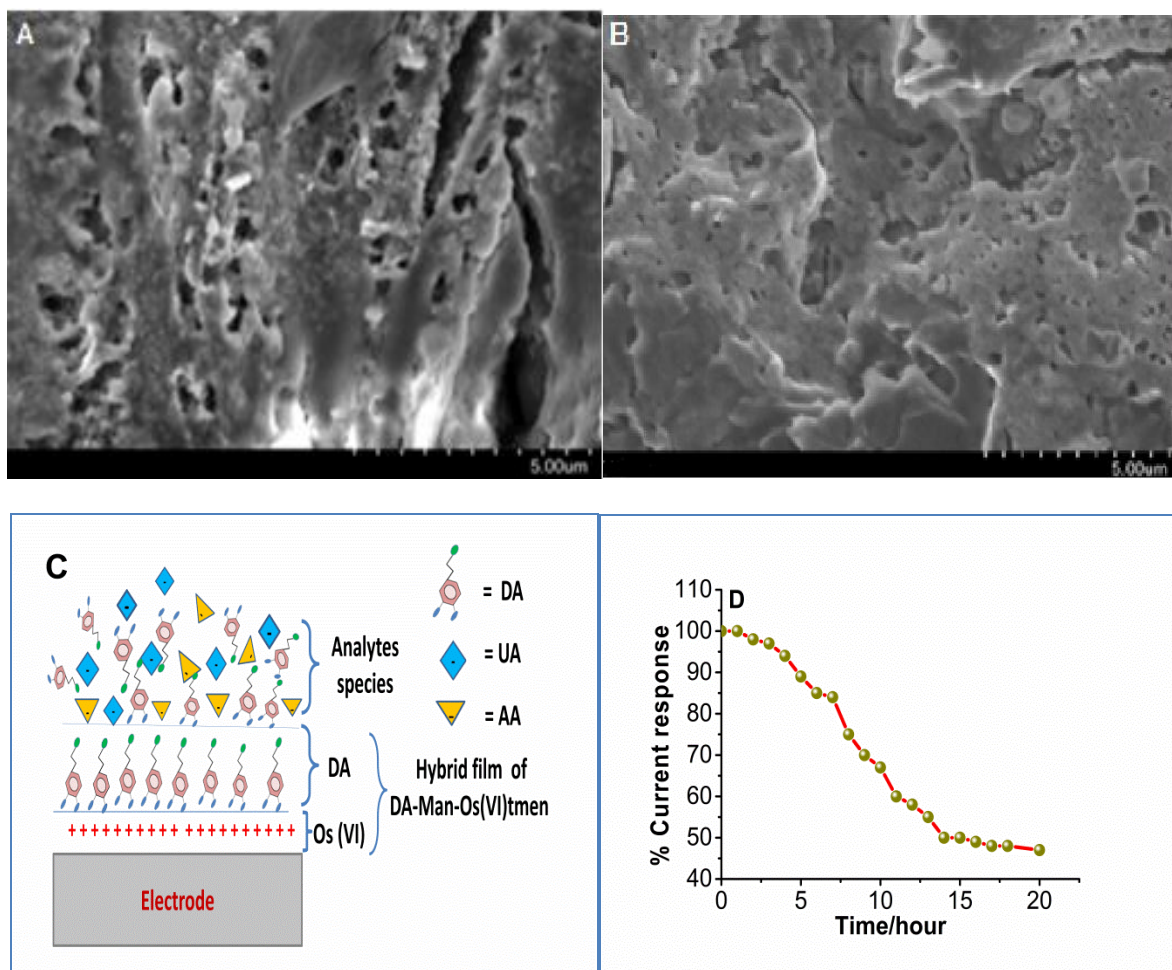 A
5.00um
B
5.00um
C
= DA
= UA
= AA
Analytes
species
DA
Os (VI)
Hybrid film of
DA-Man-Os(VI)tmen
+++++++++++ +++++++++++
Electrode
D
110
100
90
80
70
60
50
40
0
5
10
15
20
% Current response
Time/hour